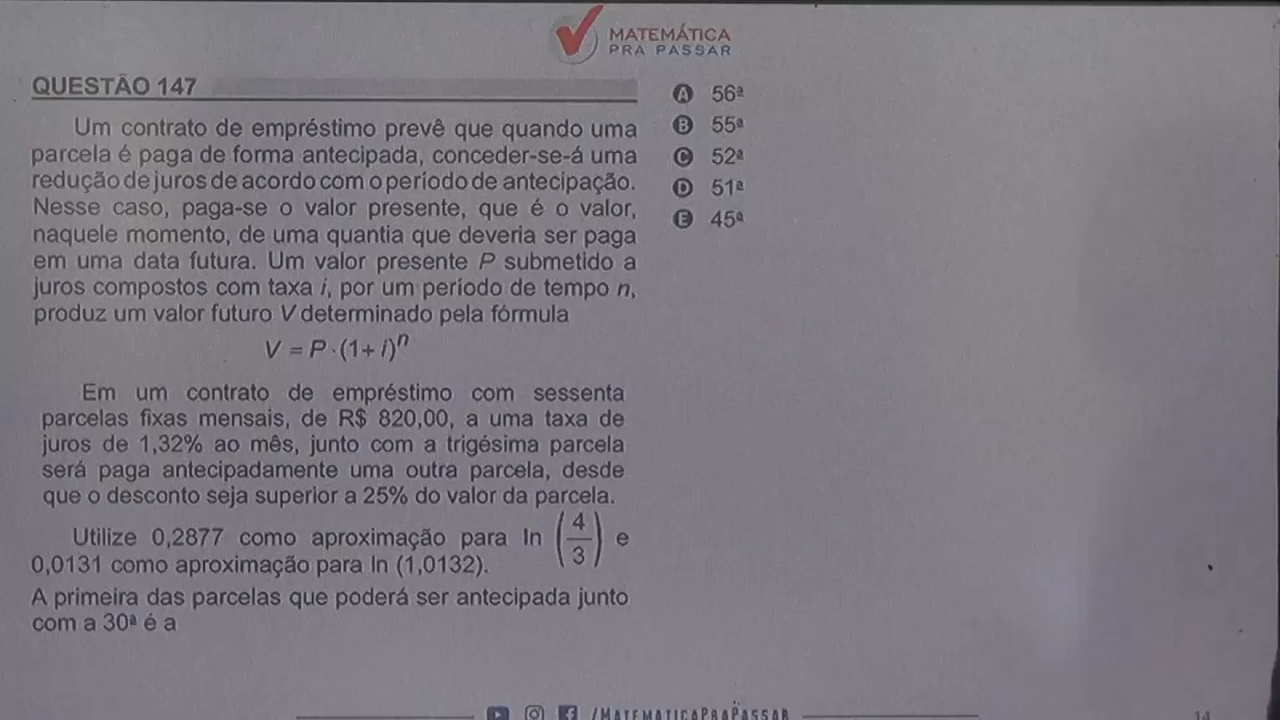 MATEMÁTICA
PRA PASSAR
QUESTÃO 147
Um contrato de empréstimo prevê que quando uma
parcela é paga de forma antecipada, conceder-se-á uma
redução de juros de acordo com o período de antecipação.
Nesse caso, paga-se o valor presente, que é o valor,
naquele momento, de uma quantia que deveria ser paga
em uma data futura. Um valor presente P submetido a
juros compostos com taxa i, por um período de tempo n,
produz um valor futuro V determinado pela fórmula
V = P · (1 + i)ⁿ
Em um contrato de empréstimo com sessenta
parcelas fixas mensais, de R$ 820,00, a uma taxa de
juros de 1,32% ao mês, junto com a trigésima parcela
será paga antecipadamente uma outra parcela, desde
que o desconto seja superior a 25% do valor da parcela.
Utilize 0,2877 como aproximação para ln (4/3) e
0,0131 como aproximação para ln (1,0132).
A primeira das parcelas que poderá ser antecipada junto
com a 30ª é a
A 56ª
B 55ª
C 52ª
D 51ª
E 45ª
/MATEMATICAPRAPASSAR
14